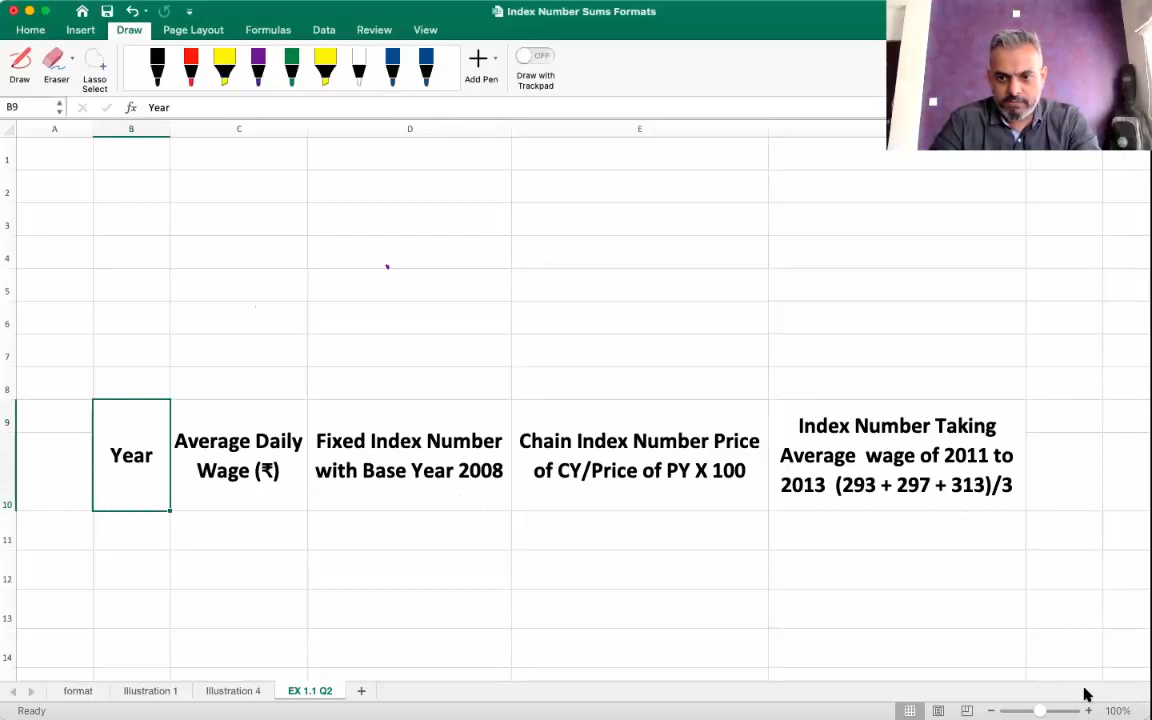 Index Number Sums Formats
Home Insert Draw Page Layout Formulas Data Review View
Draw
Eraser
Lasso
Select
Add Pen
OFF
Draw with
Trackpad
B9
fx Year
A B C D E
1
2
3
4
5
6
7
8
9
10
11
12
13
14
Year
Average Daily
Wage (₹)
Fixed Index Number
with Base Year 2008
Chain Index Number Price
of CY/Price of PY X 100
Index Number Taking
Average wage of 2011 to
2013 (293 + 297 + 313)/3
format Illustration 1 Illustration 4 EX 1.1 Q2
Ready
100%